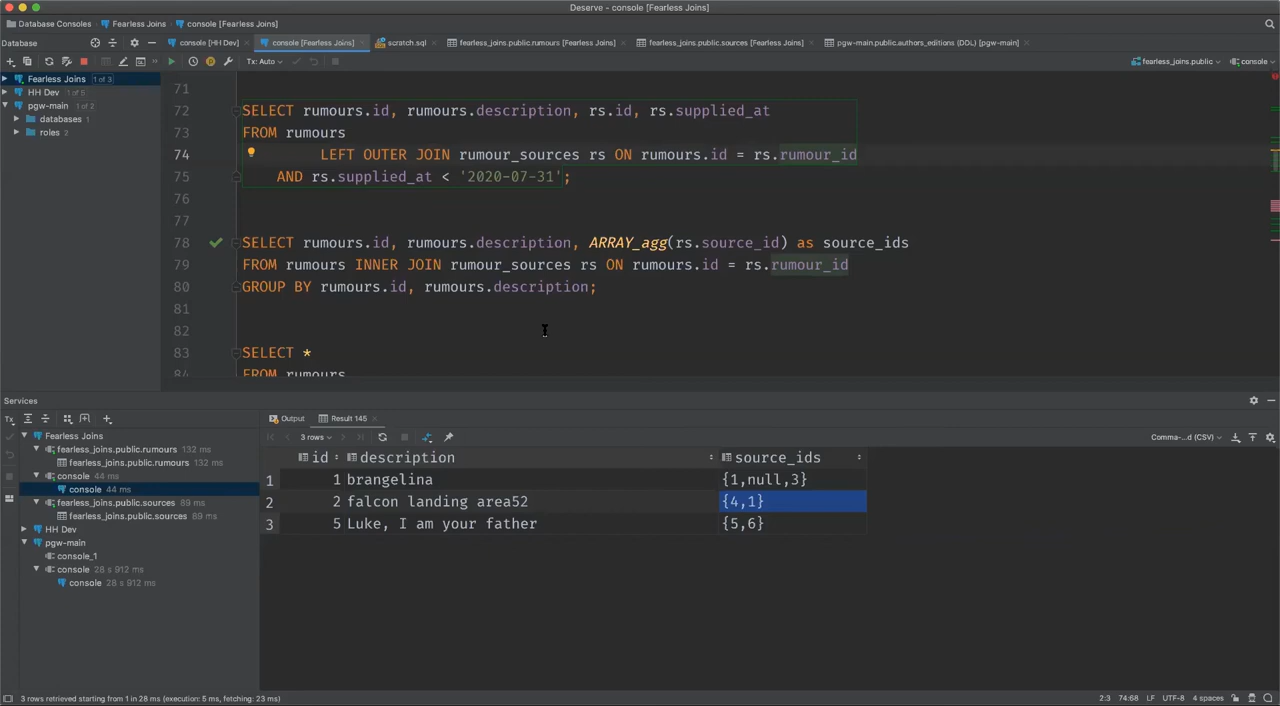 Deserve - console [Fearless Joins]
Database Consoles
Fearless Joins
console [Fearless Joins]
Database
console [HH Dev]
console [Fearless Joins]
scratch.sql
fearless_joins.public.rumours [Fearless Joins]
fearless_joins.public.sources [Fearless Joins]
pgw-main.public.authors_editions (DDL) [pgw-main]
Tx: Auto
fearless_joins.public
console
Fearless Joins 1 of 3
HH Dev 1 of 5
pgw-main 1 of 2
databases 2
roles 2
71
72 SELECT rumours.id, rumours.description, rs.id, rs.supplied_at
73 FROM rumours
74 LEFT OUTER JOIN rumour_sources rs ON rumours.id = rs.rumour_id
75 AND rs.supplied_at < '2020-07-31';
76
77
78 SELECT rumours.id, rumours.description, ARRAY_agg(rs.source_id) as source_ids
79 FROM rumours INNER JOIN rumour_sources rs ON rumours.id = rs.rumour_id
80 GROUP BY rumours.id, rumours.description;
81
82
83 SELECT *
84 FROM rumours
Services
Tx
Fearless Joins
fearless_joins.public.rumours 132 ms
fearless_joins.public.rumours 132 ms
console 44 ms
console 44 ms
fearless_joins.public.sources 89 ms
fearless_joins.public.sources 89 ms
HH Dev
pgw-main
console_1
console 28 s 912 ms
console 28 s 912 ms
Output
Result 145
3 rows
Comma-...d (CSV)
id description source_ids
1 1 brangelina {1,null,3}
2 2 falcon landing area52 {4,1}
3 5 Luke, I am your father {5,6}
3 rows retrieved starting from 1 in 28 ms (execution: 5 ms, fetching: 23 ms)
2:3 74:68 LF UTF-8 4 spaces